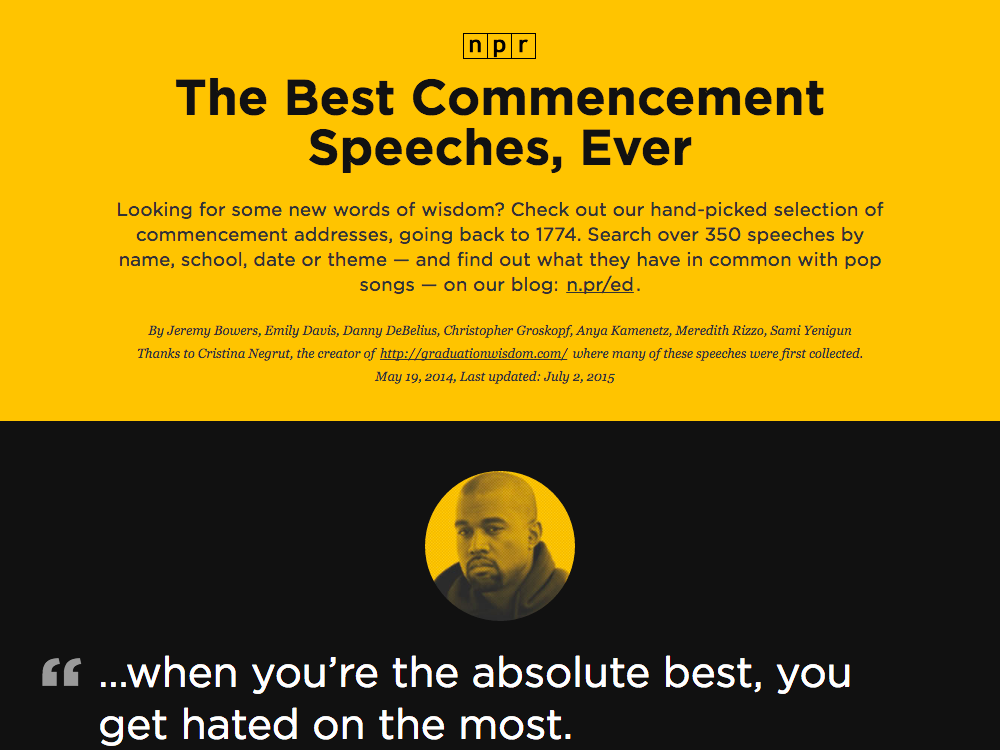 npr
The Best Commencement
Speeches, Ever
Looking for some new words of wisdom? Check out our hand-picked selection of
commencement addresses, going back to 1774. Search over 350 speeches by
name, school, date or theme — and find out what they have in common with pop
songs — on our blog: n.pr/ed.
By Jeremy Bowers, Emily Davis, Danny DeBelius, Christopher Groskopf, Anya Kamenetz, Meredith Rizzo, Sami Yenigun
Thanks to Cristina Negrut, the creator of http://graduationwisdom.com/ where many of these speeches were first collected.
May 19, 2014, Last updated: July 2, 2015
“ ...when you’re the absolute best, you
get hated on the most.